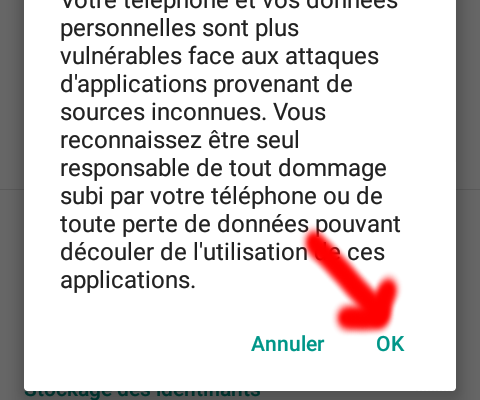 Votre téléphone et vos données
personnelles sont plus
vulnérables face aux attaques
d'applications provenant de
sources inconnues. Vous
reconnaissez être seul
responsable de tout dommage
subi par votre téléphone ou de
toute perte de données pouvant
découler de l'utilisation de ces
applications.
Annuler OK
Stockage des identifiants